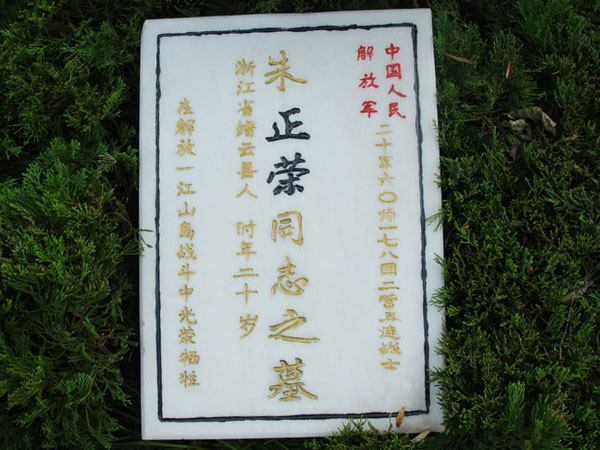 中国人民
解放军
二十军六〇师一七八团二营五连战士
朱正荣同志之墓
浙江省缙云县人 时年二十岁
在解放一江山岛战斗中光荣牺牲